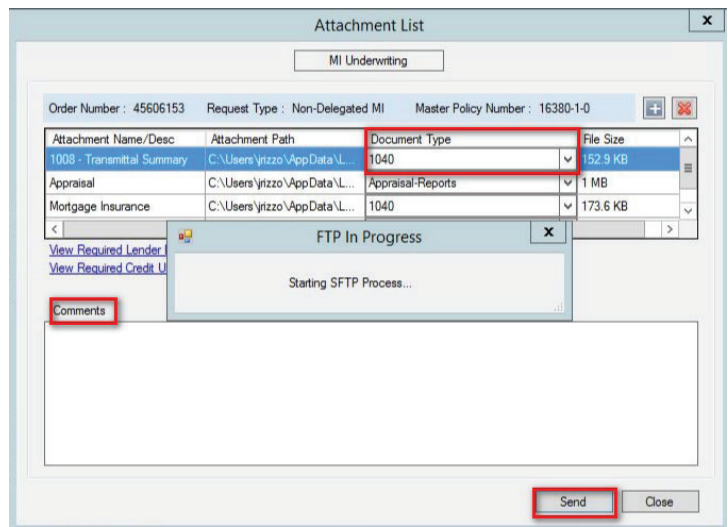 Attachment List
x
MI Underwriting
Order Number : 45606153 Request Type : Non-Delegated MI Master Policy Number : 16380-1-0
Attachment Name/Desc Attachment Path Document Type File Size
1008 - Transmittal Summary C:\Users\jrizzo\AppData\L... 1040 152.9 KB
Appraisal C:\Users\jrizzo\AppData\L... Appraisal-Reports 1 MB
Mortgage Insurance C:\Users\jrizzo\AppData\L... 1040 173.6 KB
View Required Lender
View Required Credit U
FTP In Progress x
Starting SFTP Process...
Comments
Send Close